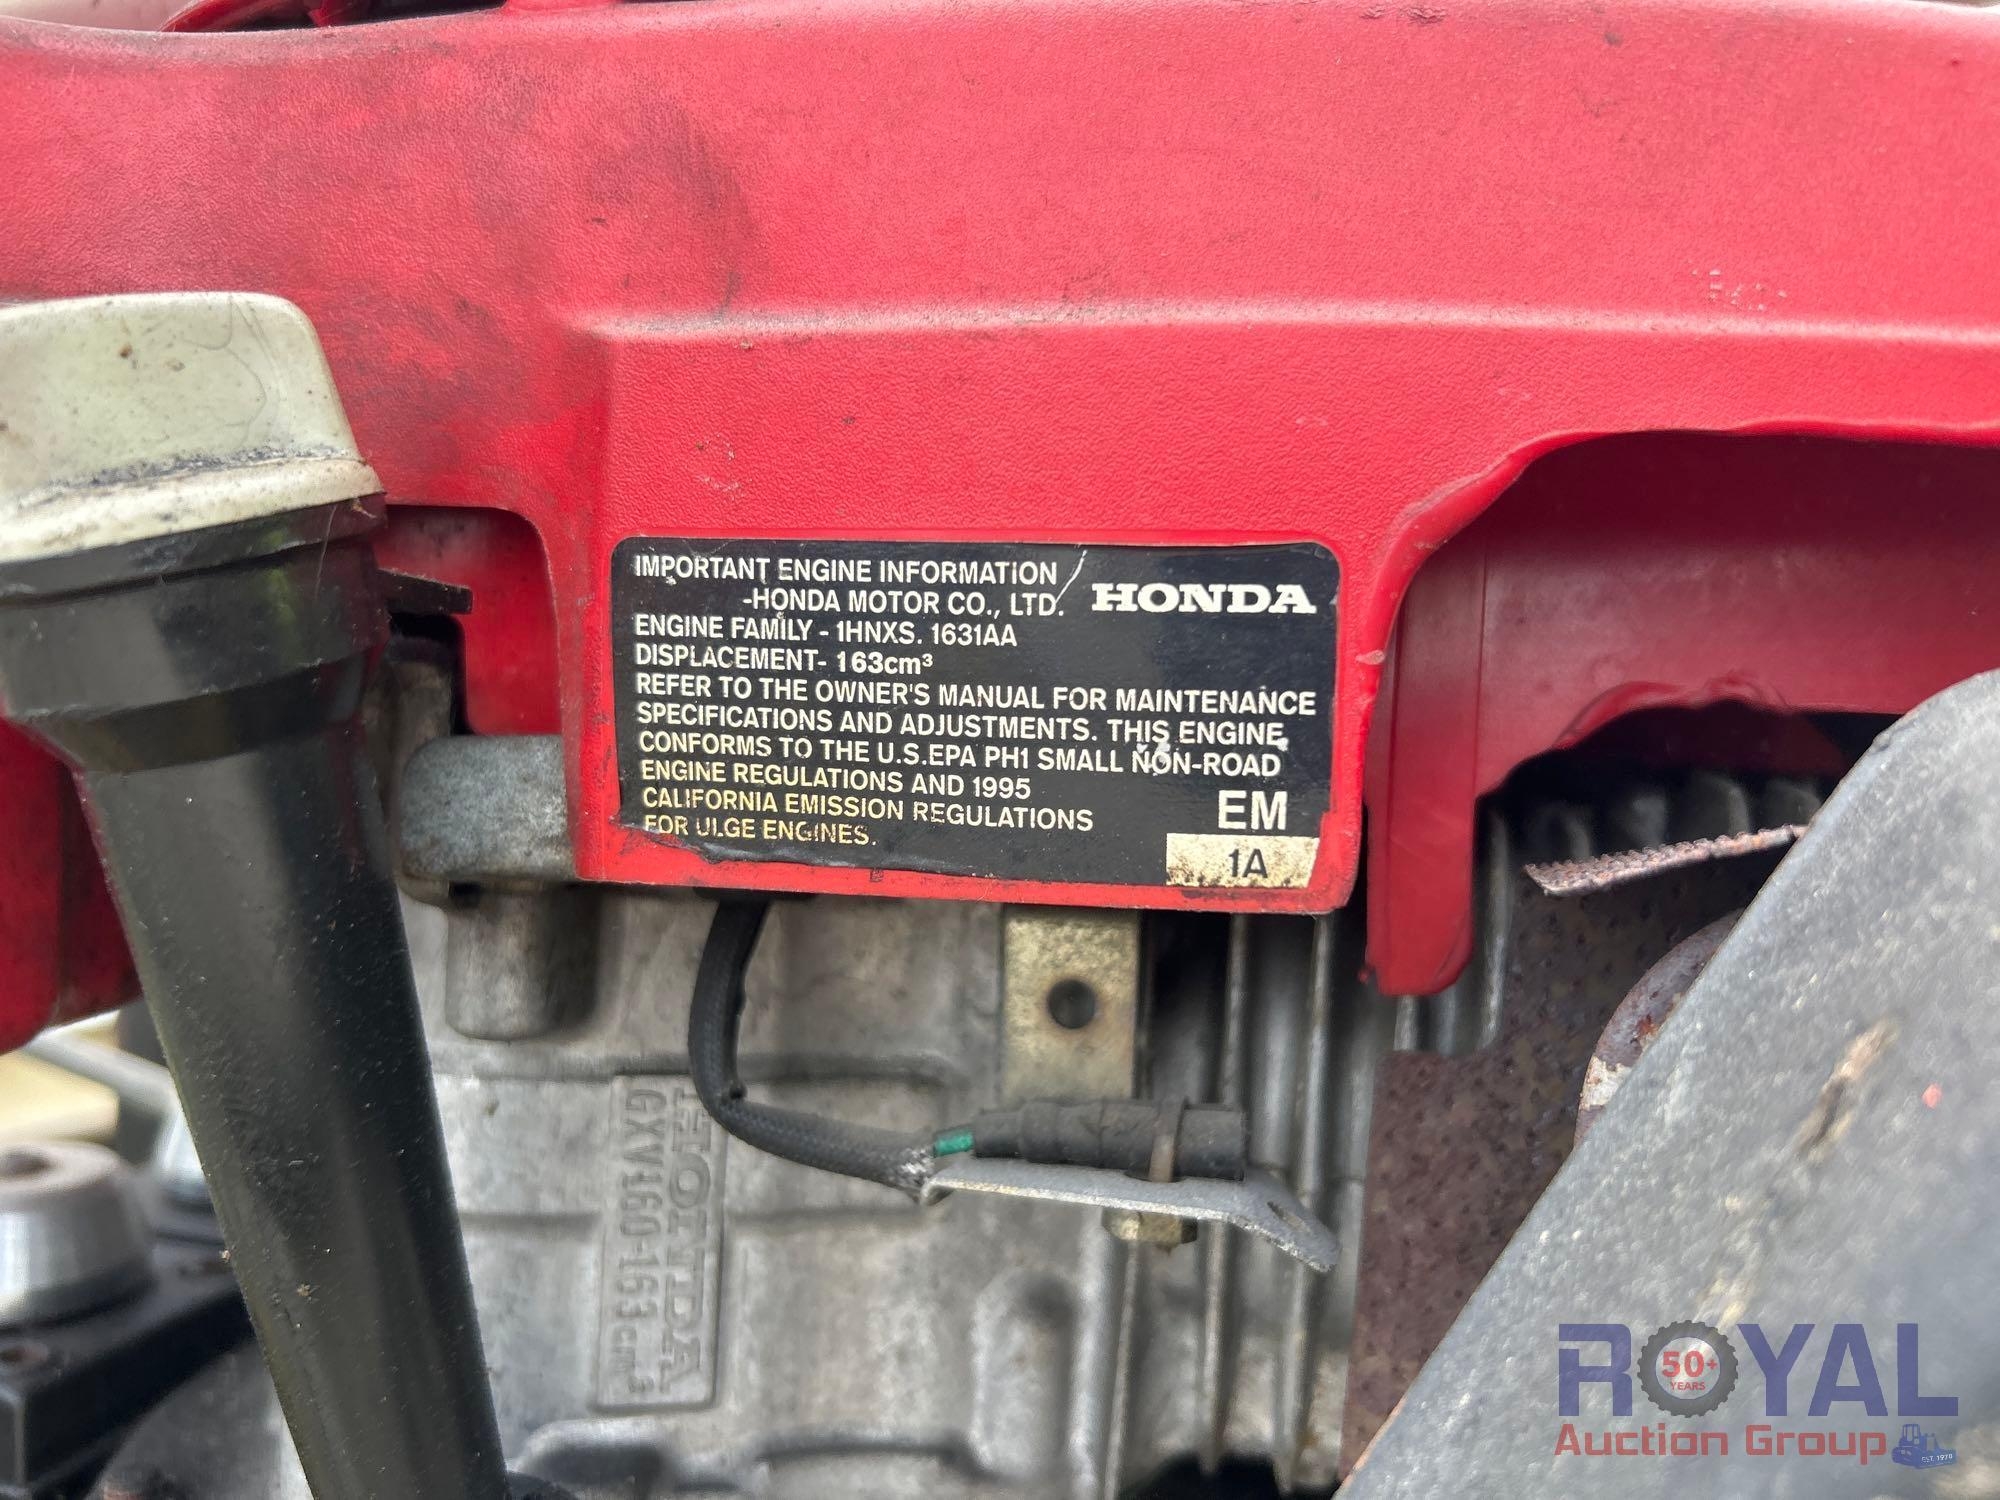 IMPORTANT ENGINE INFORMATION
-HONDA MOTOR CO., LTD.
HONDA
ENGINE FAMILY - 1HNXS. 1631AA
DISPLACEMENT- 163cm³
REFER TO THE OWNER'S MANUAL FOR MAINTENANCE
SPECIFICATIONS AND ADJUSTMENTS. THIS ENGINE
CONFORMS TO THE U.S.EPA PH1 SMALL NON-ROAD
ENGINE REGULATIONS AND 1995
CALIFORNIA EMISSION REGULATIONS
FOR ULGE ENGINES.
EM
1A
HONDA
GXV160·163cm3
ROYAL
50+
YEARS
Auction Group
EST. 1970